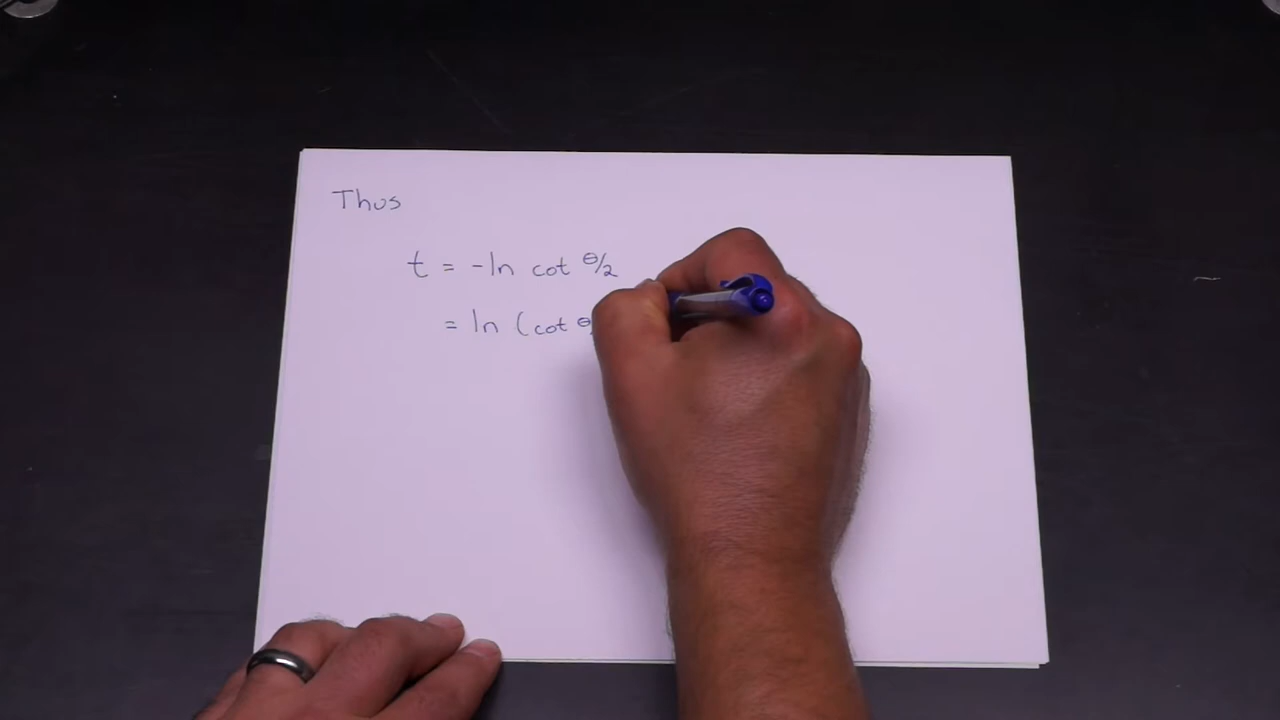 Thus
t = -ln cot θ/2
= ln (cot θ